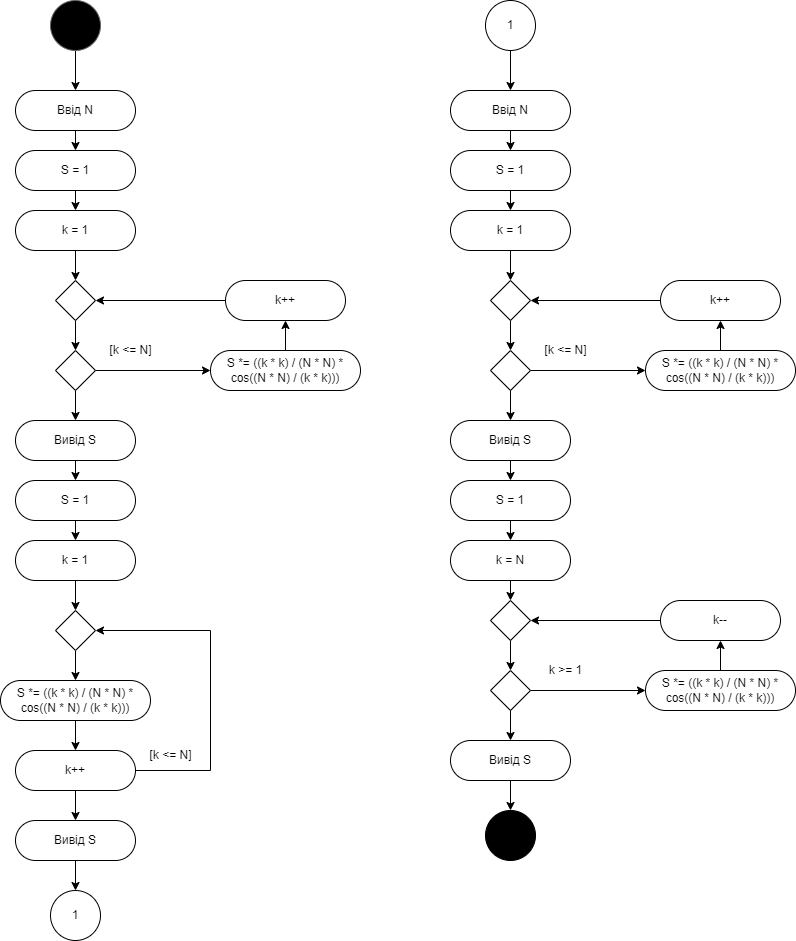 Ввід N
S = 1
k = 1
k++
[k <= N]
S *= ((k * k) / (N * N) *
cos((N * N) / (k * k)))
Вивід S
S = 1
k = 1
S *= ((k * k) / (N * N) *
cos((N * N) / (k * k)))
[k <= N]
k++
Вивід S
1
1
Ввід N
S = 1
k = 1
k++
[k <= N]
S *= ((k * k) / (N * N) *
cos((N * N) / (k * k)))
Вивід S
S = 1
k = N
k--
k >= 1
S *= ((k * k) / (N * N) *
cos((N * N) / (k * k)))
Вивід S